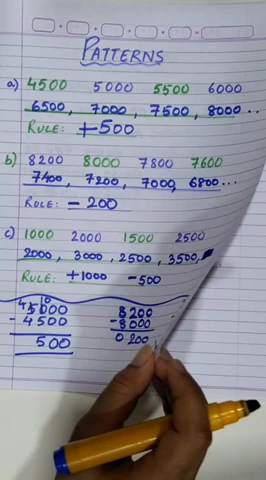 PATTERNS
a) 4500 5000 5500 6000
6500, 7000, 7500, 8000 ...
RULE: +500
b) 8200 8000 7800 7600
7400, 7200, 7000, 6800 ...
RULE: - 200
c) 1000 2000 1500 2500
2000, 3000, 2500, 3500,
RULE: +1000 -500
5000 8200
- 4500 - 8000
500 0200